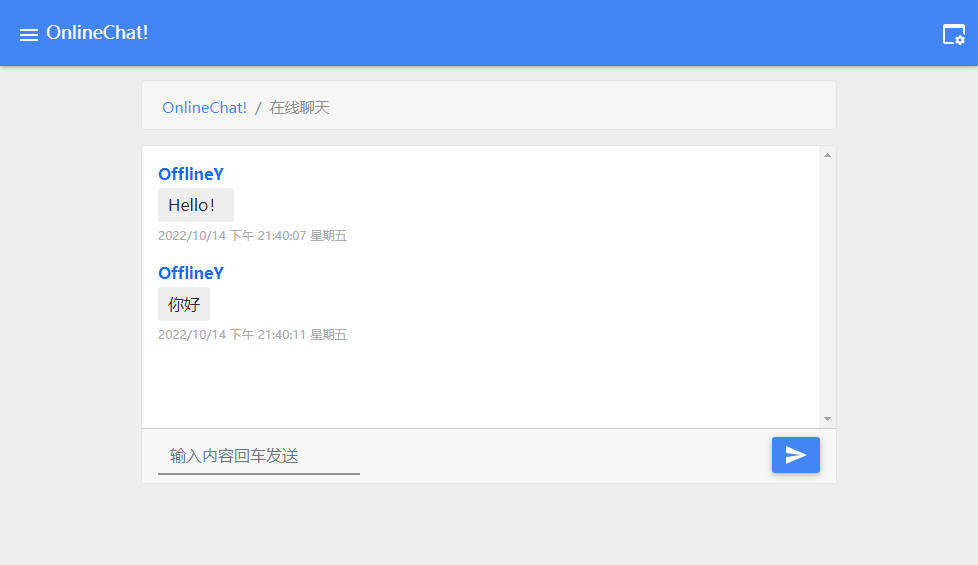 OnlineChat!
OnlineChat! / 在线聊天
OfflineY
Hello!
2022/10/14 下午 21:40:07 星期五
OfflineY
你好
2022/10/14 下午 21:40:11 星期五
输入内容回车发送